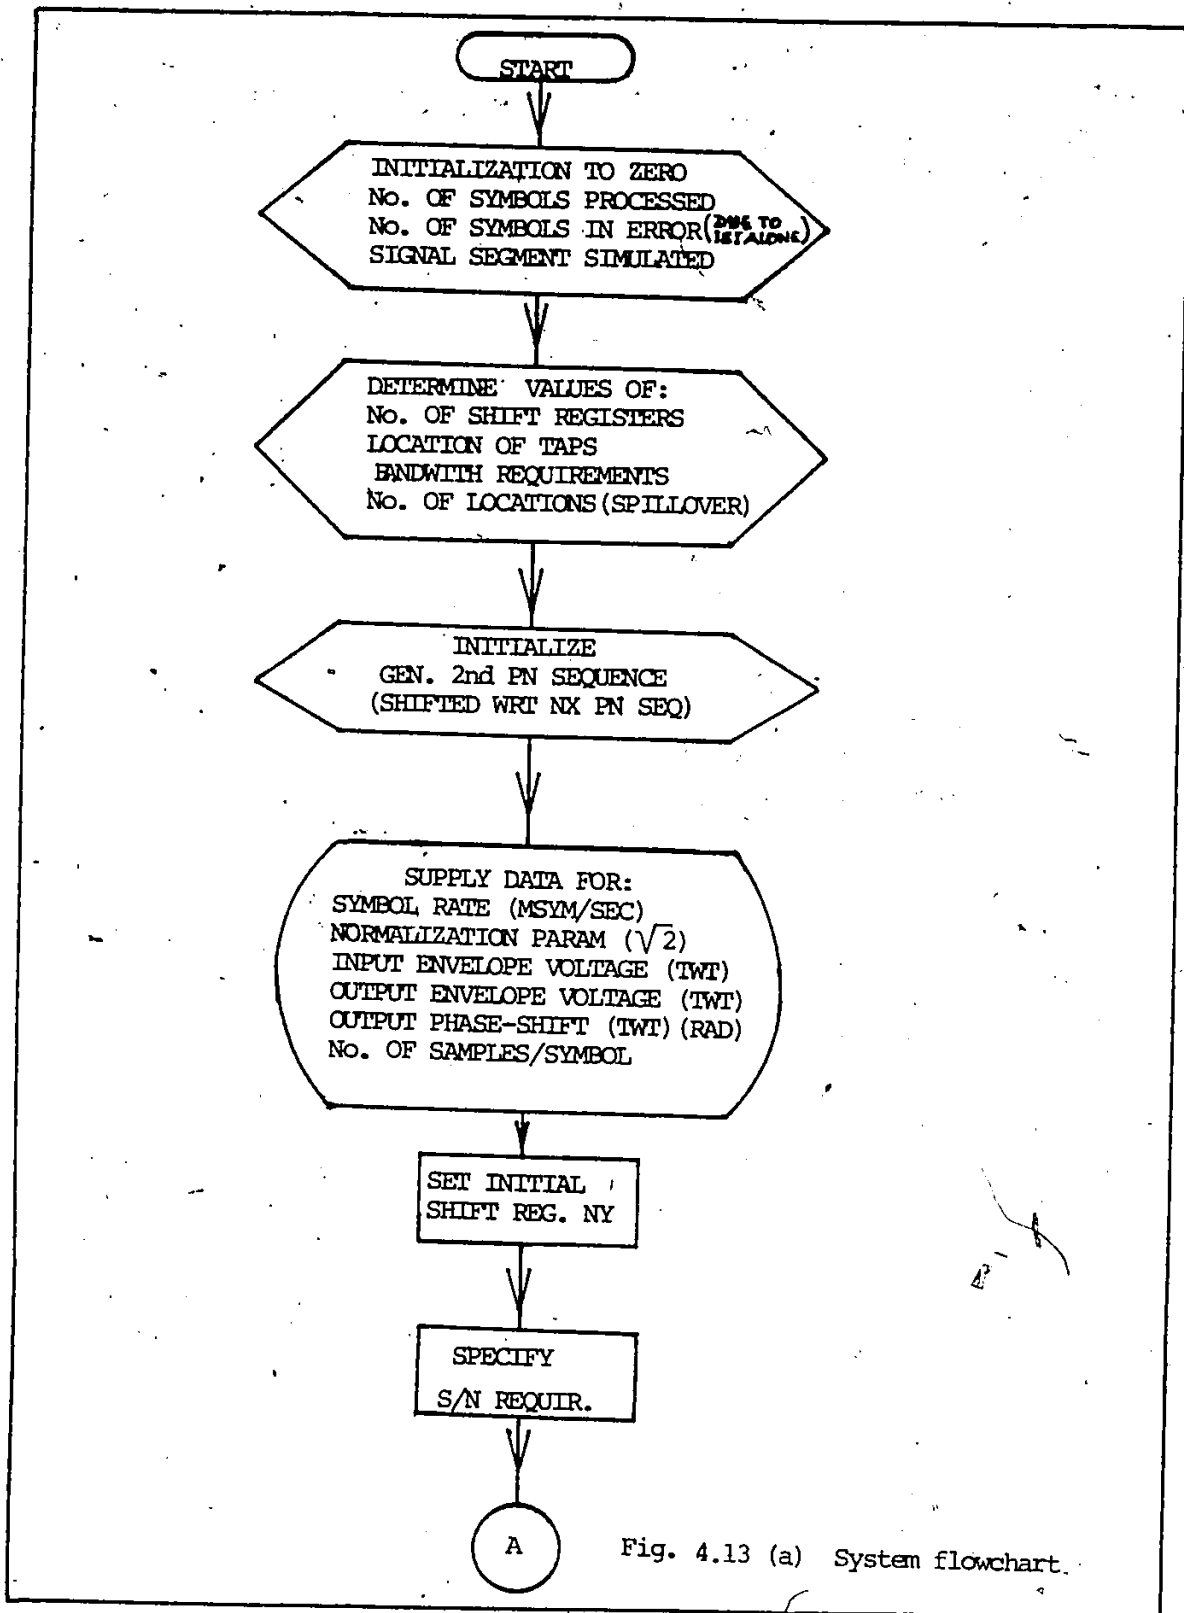 START
INITIALIZATION TO ZERO
No. OF SYMBOLS PROCESSED
No. OF SYMBOLS IN ERROR (DUE TO
ISI ALONE)
SIGNAL SEGMENT SIMULATED
DETERMINE VALUES OF:
No. OF SHIFT REGISTERS
LOCATION OF TAPS
BANDWITH REQUIREMENTS
No. OF LOCATIONS (SPILLOVER)
INITIALIZE
GEN. 2nd PN SEQUENCE
(SHIFTED WRT NX PN SEQ)
SUPPLY DATA FOR:
SYMBOL RATE (MSYM/SEC)
NORMALIZATION PARAM (√2)
INPUT ENVELOPE VOLTAGE (TWT)
OUTPUT ENVELOPE VOLTAGE (TWT)
OUTPUT PHASE-SHIFT (TWT) (RAD)
No. OF SAMPLES/SYMBOL
SET INITIAL
SHIFT REG. NY
SPECIFY
S/N REQUIR.
A
Fig. 4.13 (a) System flowchart.